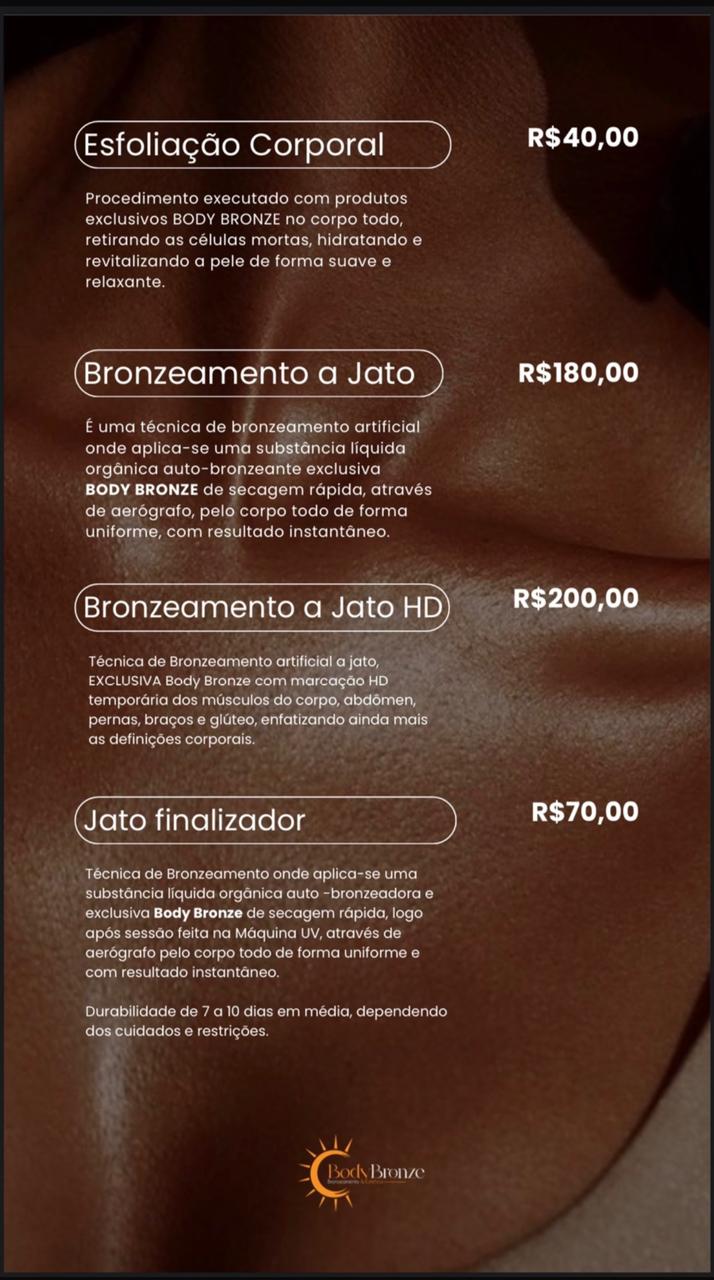 Esfoliação Corporal
R$40,00
Procedimento executado com produtos
exclusivos BODY BRONZE no corpo todo,
retirando as células mortas, hidratando e
revitalizando a pele de forma suave e
relaxante.
Bronzeamento a Jato
R$180,00
É uma técnica de bronzeamento artificial
onde aplica-se uma substância líquida
orgânica auto-bronzeante exclusiva
BODY BRONZE de secagem rápida, através
de aerógrafo, pelo corpo todo de forma
uniforme, com resultado instantâneo.
Bronzeamento a Jato HD
R$200,00
Técnica de Bronzeamento artificial a jato,
EXCLUSIVA Body Bronze com marcação HD
temporária dos músculos do corpo, abdômen,
pernas, braços e glúteo, enfatizando ainda mais
as definições corporais.
Jato finalizador
R$70,00
Técnica de Bronzeamento onde aplica-se uma
substância líquida orgânica auto -bronzeadora e
exclusiva Body Bronze de secagem rápida, logo
após sessão feita na Máquina UV, através de
aerógrafo pelo corpo todo de forma uniforme e
com resultado instantâneo.
Durabilidade de 7 a 10 dias em média, dependendo
dos cuidados e restrições.
Body Bronze